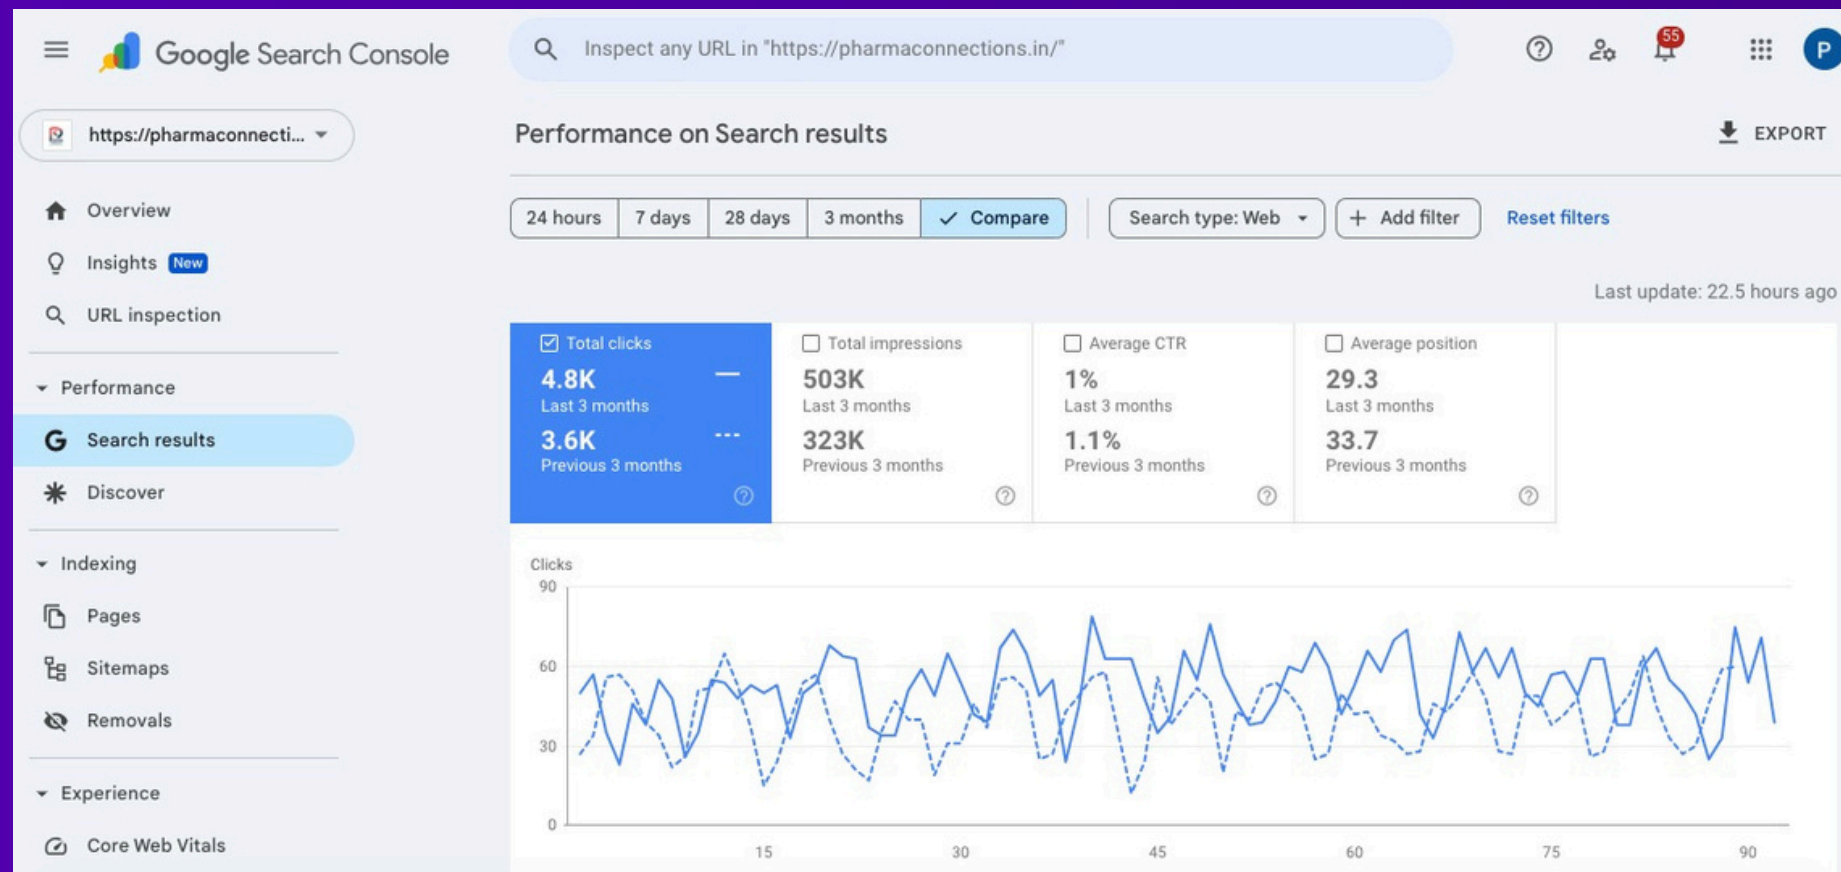 Google Search Console
Inspect any URL in "https://pharmaconnections.in/"
55
P
https://pharmaconnecti...
Overview
Insights New
URL inspection
Performance
Search results
Discover
Indexing
Pages
Sitemaps
Removals
Experience
Core Web Vitals
Performance on Search results
EXPORT
24 hours 7 days 28 days 3 months Compare Search type: Web Add filter Reset filters
Last update: 22.5 hours ago
Total clicks
4.8K
Last 3 months
3.6K
Previous 3 months
Total impressions
503K
Last 3 months
323K
Previous 3 months
Average CTR
1%
Last 3 months
1.1%
Previous 3 months
Average position
29.3
Last 3 months
33.7
Previous 3 months
Clicks
90
60
30
0
15 30 45 60 75 90